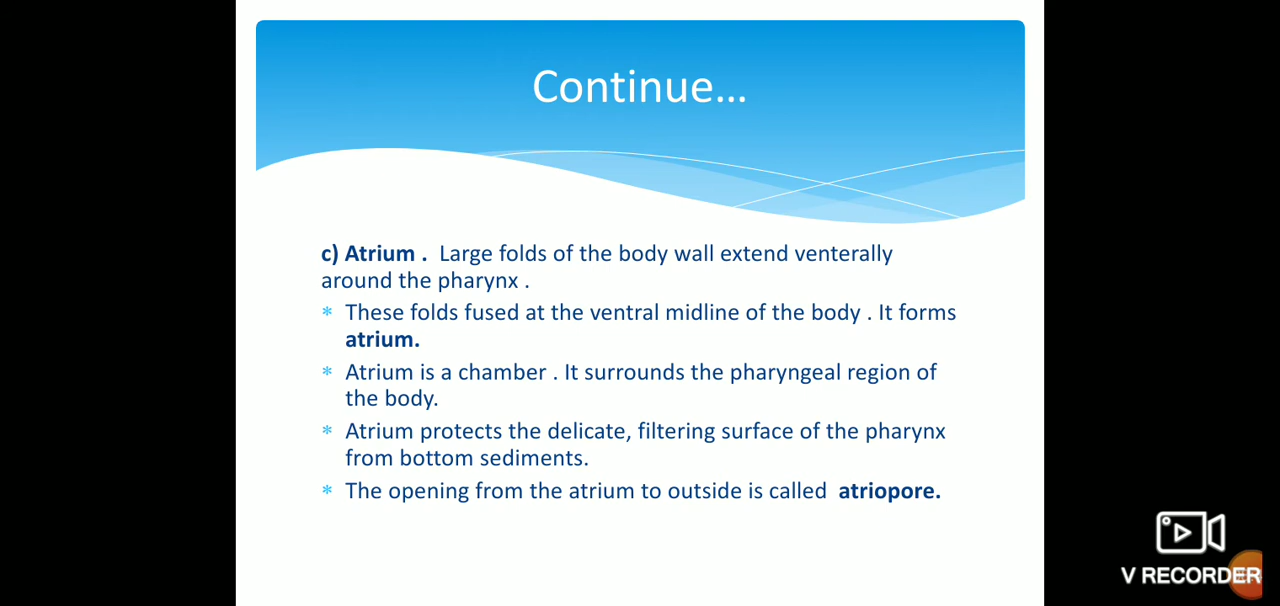 Continue...
c) Atrium .  Large folds of the body wall extend venterally
around the pharynx .
* These folds fused at the ventral midline of the body . It forms
atrium.
* Atrium is a chamber . It surrounds the pharyngeal region of
the body.
* Atrium protects the delicate, filtering surface of the pharynx
from bottom sediments.
* The opening from the atrium to outside is called  atriopore.
V RECORDER